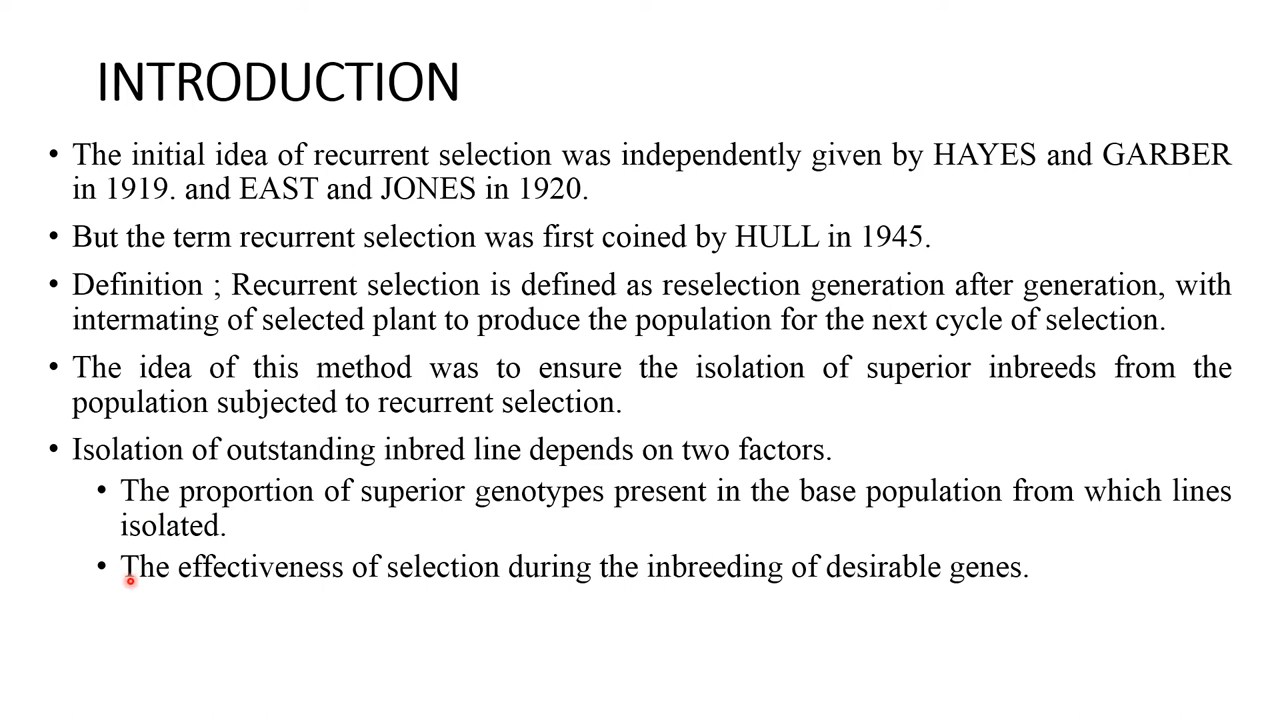 INTRODUCTION
• The initial idea of recurrent selection was independently given by HAYES and GARBER
in 1919. and EAST and JONES in 1920.
• But the term recurrent selection was first coined by HULL in 1945.
• Definition ; Recurrent selection is defined as reselection generation after generation, with
intermating of selected plant to produce the population for the next cycle of selection.
• The idea of this method was to ensure the isolation of superior inbreeds from the
population subjected to recurrent selection.
• Isolation of outstanding inbred line depends on two factors.
• The proportion of superior genotypes present in the base population from which lines
isolated.
• The effectiveness of selection during the inbreeding of desirable genes.